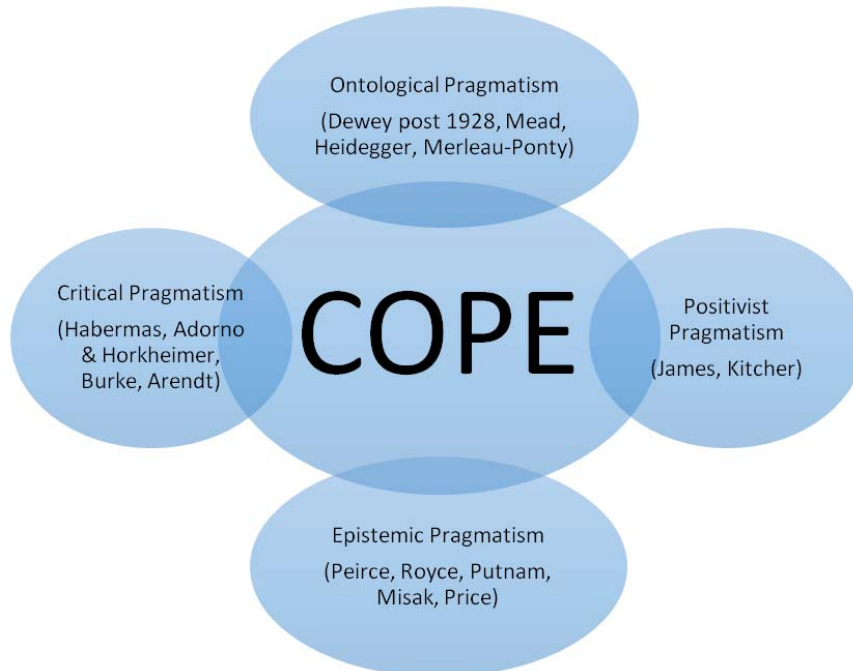 Ontological Pragmatism
(Dewey post 1928, Mead,
Heidegger, Merleau-Ponty)
Critical Pragmatism
(Habermas, Adorno
& Horkheimer,
Burke, Arendt)
COPE
Positivist
Pragmatism
(James, Kitcher)
Epistemic Pragmatism
(Peirce, Royce, Putnam,
Misak, Price)